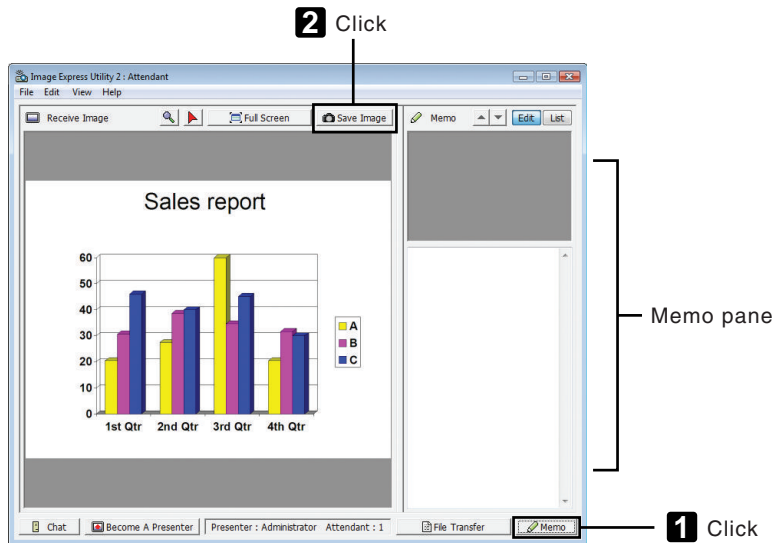 2 Click
Image Express Utility 2 : Attendant
File Edit View Help
Receive Image Full Screen Save Image Memo Edit List
Sales report
60
50
40
30
20
10
0
1st Qtr 2nd Qtr 3rd Qtr 4th Qtr
A
B
C
Memo pane
Chat Become A Presenter Presenter : Administrator Attendant : 1 File Transfer Memo
1 Click